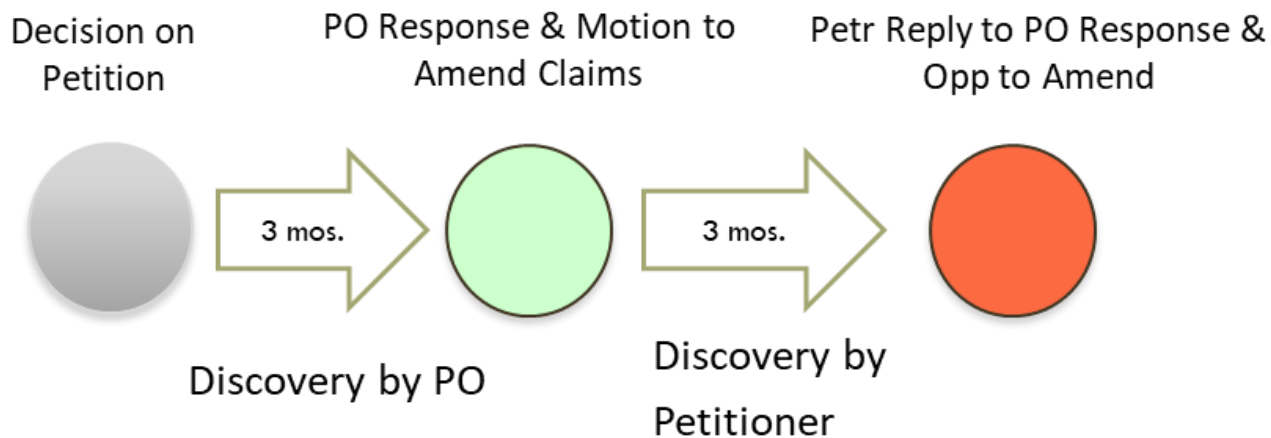 Decision on
Petition
PO Response & Motion to
Amend Claims
Petr Reply to PO Response &
Opp to Amend
3 mos.
3 mos.
Discovery by PO
Discovery by
Petitioner